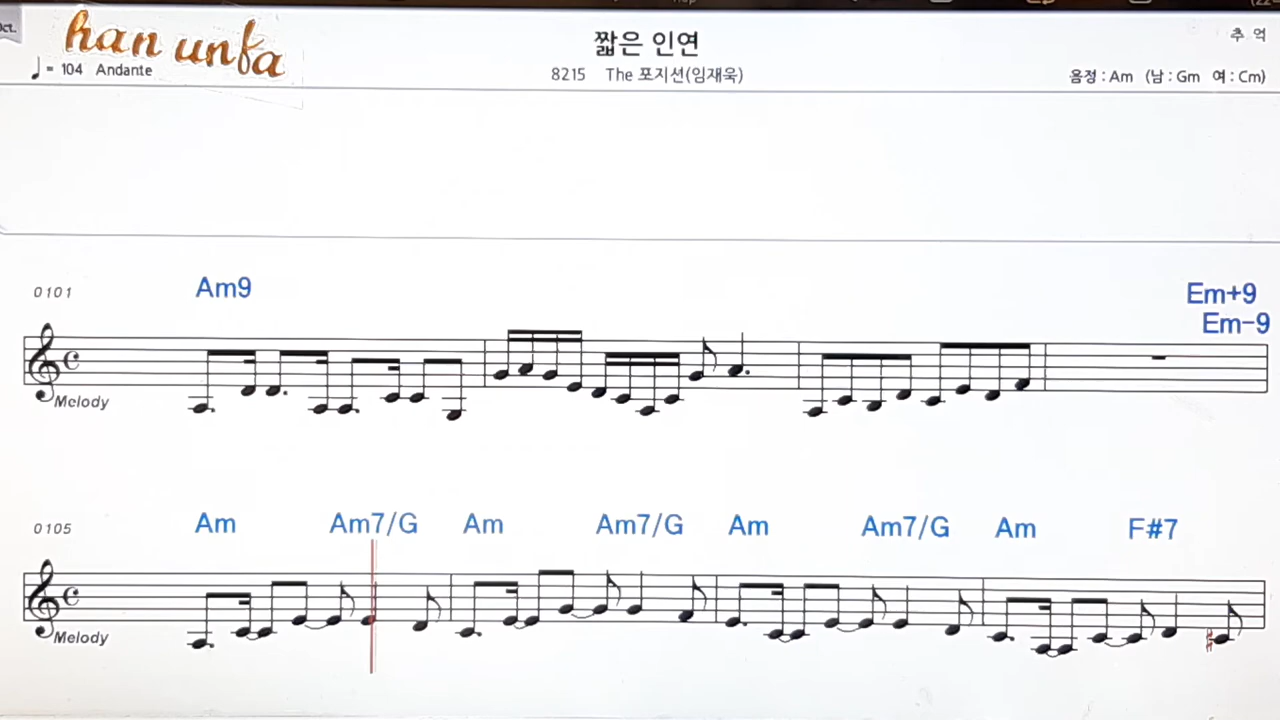 han unfa
짧은 인연
추 억
♩= 104 Andante
8215 The 포지션(임재욱)
음정 : Am (남 : Gm 여 : Cm)
0101
Am9
Em+9
Em-9
Melody
0105
Am Am7/G Am Am7/G Am Am7/G Am F#7
Melody